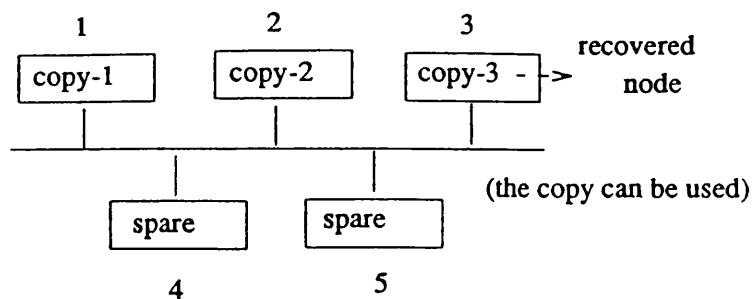 1 2 3
copy-1 copy-2 copy-3
recovered
node
(the copy can be used)
spare spare
4 5